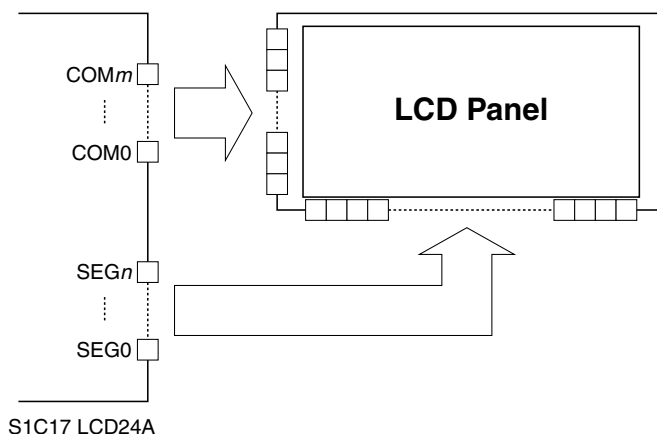 COMm
COM0
LCD Panel
SEGn
SEG0
S1C17 LCD24A